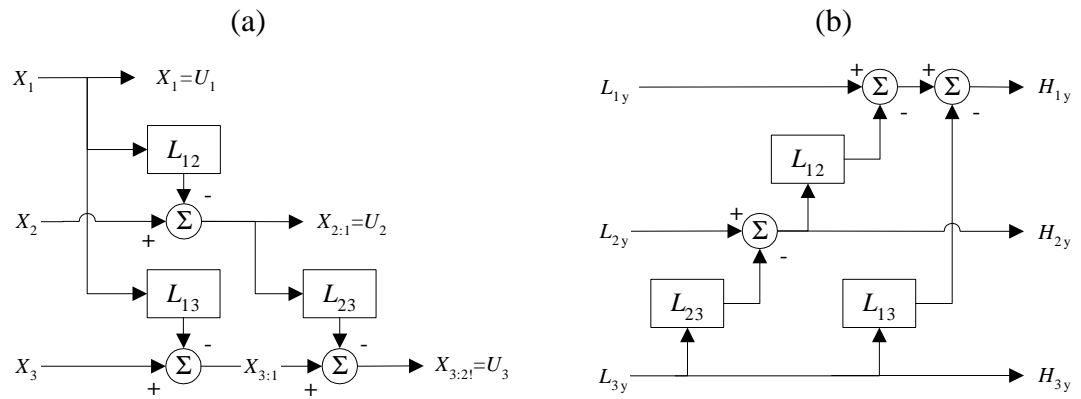 (a)
X1
X1=U1
L12
-
X2
+
Σ
X2:1=U2
L13
L23
-
-
X3
+
Σ
X3:1
+
Σ
X3:2!=U3
(b)
L1y
+
Σ
+
Σ
H1y
-
-
L12
L2y
+
Σ
H2y
-
L23
L13
L3y
H3y